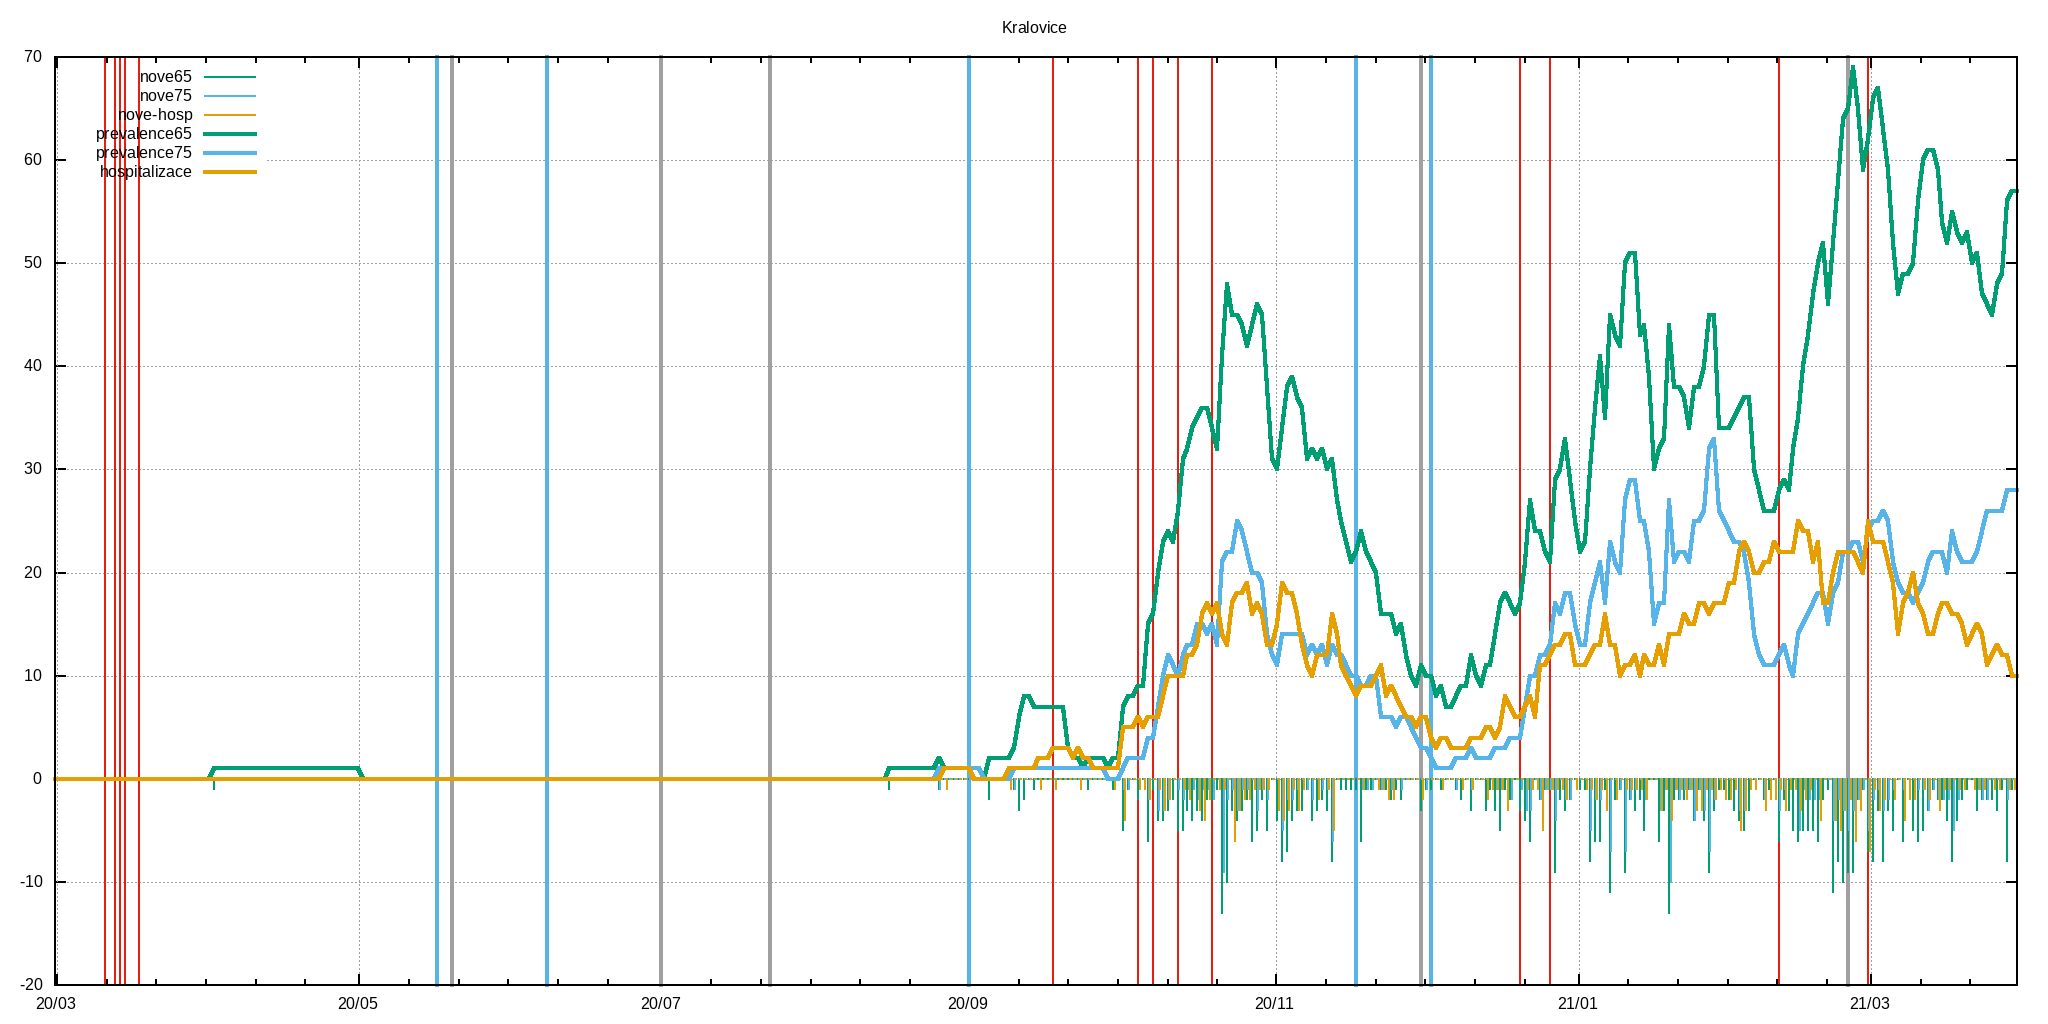 Kralovice
70
nove65
nove75
nove-hosp
prevalence65
prevalence75
hospitalizace
60
50
40
30
20
10
0
-10
-20
20/03 20/05 20/07 20/09 20/11 21/01 21/03